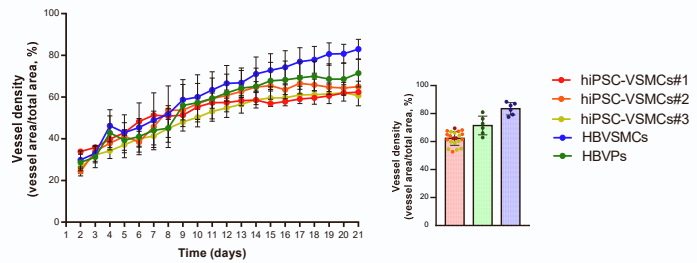 Vessel density
(vessel area/total area, %)
100
80
60
40
20
0
1 2 3 4 5 6 7 8 9 10 11 12 13 14 15 16 17 18 19 20 21
Time (days)
Vessel density
(vessel area/total area, %)
100
80
60
40
20
0
hiPSC-VSMCs#1
hiPSC-VSMCs#2
hiPSC-VSMCs#3
HBVSMCs
HBVPs